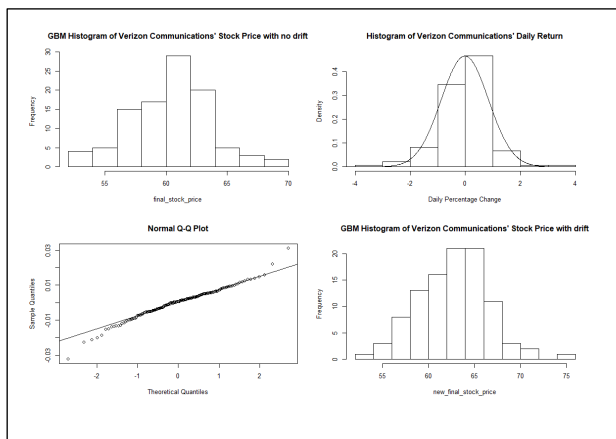 GBM Histogram of Verizon Communications' Stock Price with no drift
Frequency
0 5 10 20 30
55 60 65 70
final_stock_price
Histogram of Verizon Communications' Daily Return
Density
0.0 0.1 0.2 0.3 0.4
-4 -2 0 2 4
Daily Percentage Change
Normal Q-Q Plot
Sample Quantiles
-0.03 -0.01 0.01 0.03
-2 -1 0 1 2
Theoretical Quantiles
GBM Histogram of Verizon Communications' Stock Price with drift
Frequency
0 5 10 20
55 60 65 70 75
new_final_stock_price